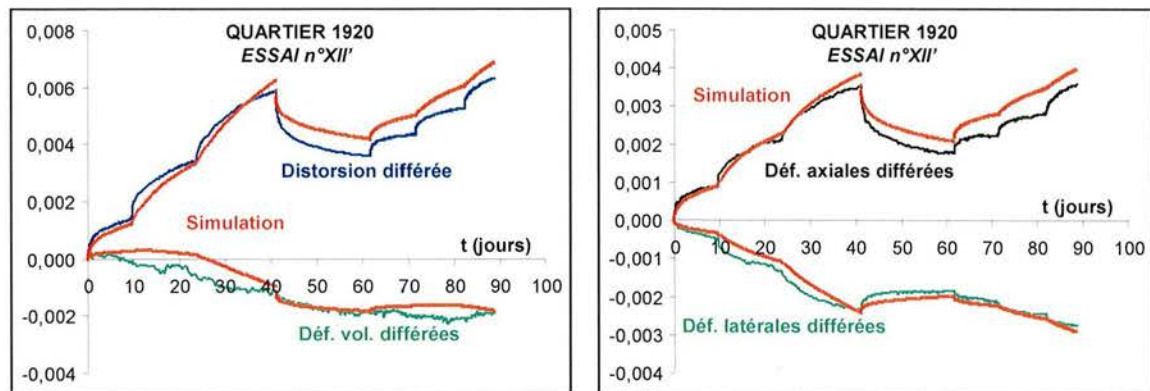 QUARTIER 1920
ESSAI n°XII'
0,008
0,006
0,004
0,002
0,000
-0,002
-0,004
Distorsion différée
Simulation
t (jours)
0 10 20 30 40 50 60 70 80 90 100
Déf. vol. différées
QUARTIER 1920
ESSAI n°XII'
0,005
0,004
0,003
0,002
0,001
0,000
-0,001
-0,002
-0,003
-0,004
Simulation
Déf. axiales différées
t (jours)
0 10 20 30 40 50 60 70 80 90 100
Déf. latérales différées